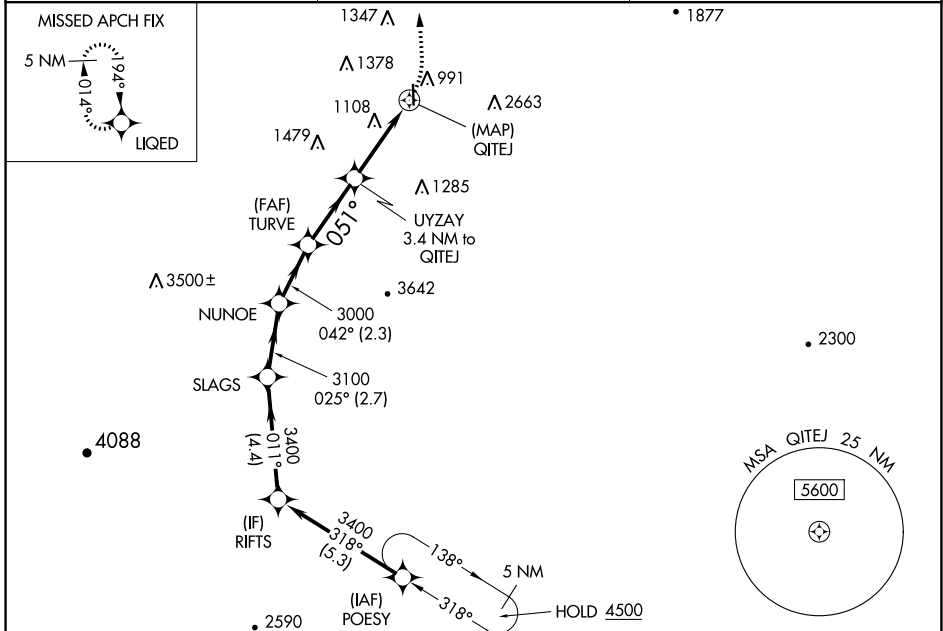 MISSED APCH FIX
5 NM
194°
014°
LIQED
1347
1877
1378
991
2663
1108
(MAP)
QITEJ
1479
1285
(FAF)
TURVE
051°
UYZAY
3.4 NM to
QITEJ
3500±
3642
NUNOE
3000
042° (2.3)
2300
SLAGS
3100
025° (2.7)
4088
3400
011°
(4.4)
MSA QITEJ 25 NM
5600
(IF)
RIFTS
3400
318°
(5.3)
138°
5 NM
318°
HOLD 4500
(IAF)
POESY
2590